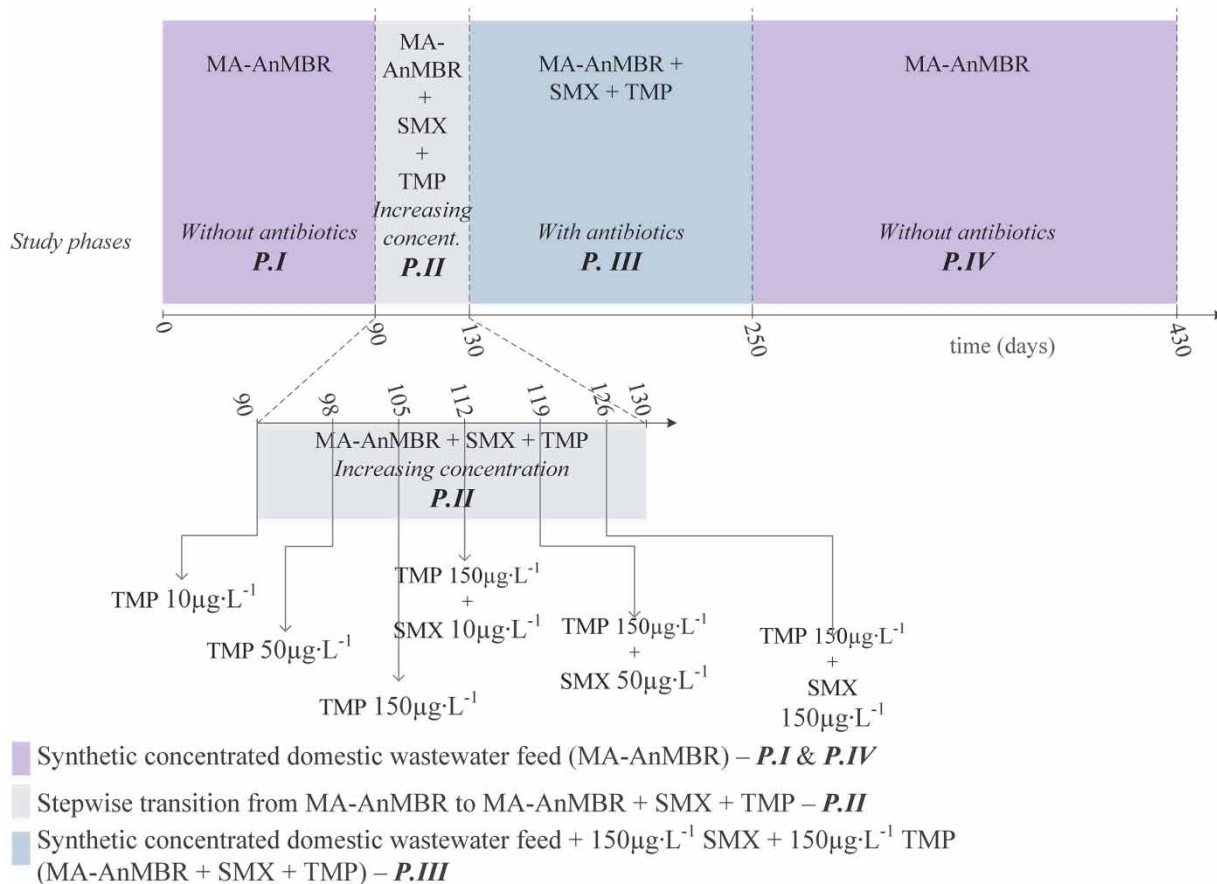 MA-AnMBR
MA-
AnMBR
+
SMX
+
TMP
MA-AnMBR +
SMX + TMP
MA-AnMBR
Study phases
Without antibiotics
P.I
Increasing
concent.
P.II
With antibiotics
P. III
Without antibiotics
P.IV
0
90
130
250
430
time (days)
90
98
105
112
119
126
130
MA-AnMBR + SMX + TMP
Increasing concentration
P.II
TMP 10µg·L⁻¹
TMP 50µg·L⁻¹
TMP 150µg·L⁻¹
TMP 150µg·L⁻¹
+
SMX 10µg·L⁻¹
TMP 150µg·L⁻¹
+
SMX 50µg·L⁻¹
TMP 150µg·L⁻¹
+
SMX
150µg·L⁻¹
Synthetic concentrated domestic wastewater feed (MA-AnMBR) – P.I & P.IV
Stepwise transition from MA-AnMBR to MA-AnMBR + SMX + TMP – P.II
Synthetic concentrated domestic wastewater feed + 150µg·L⁻¹ SMX + 150µg·L⁻¹ TMP
(MA-AnMBR + SMX + TMP) – P.III